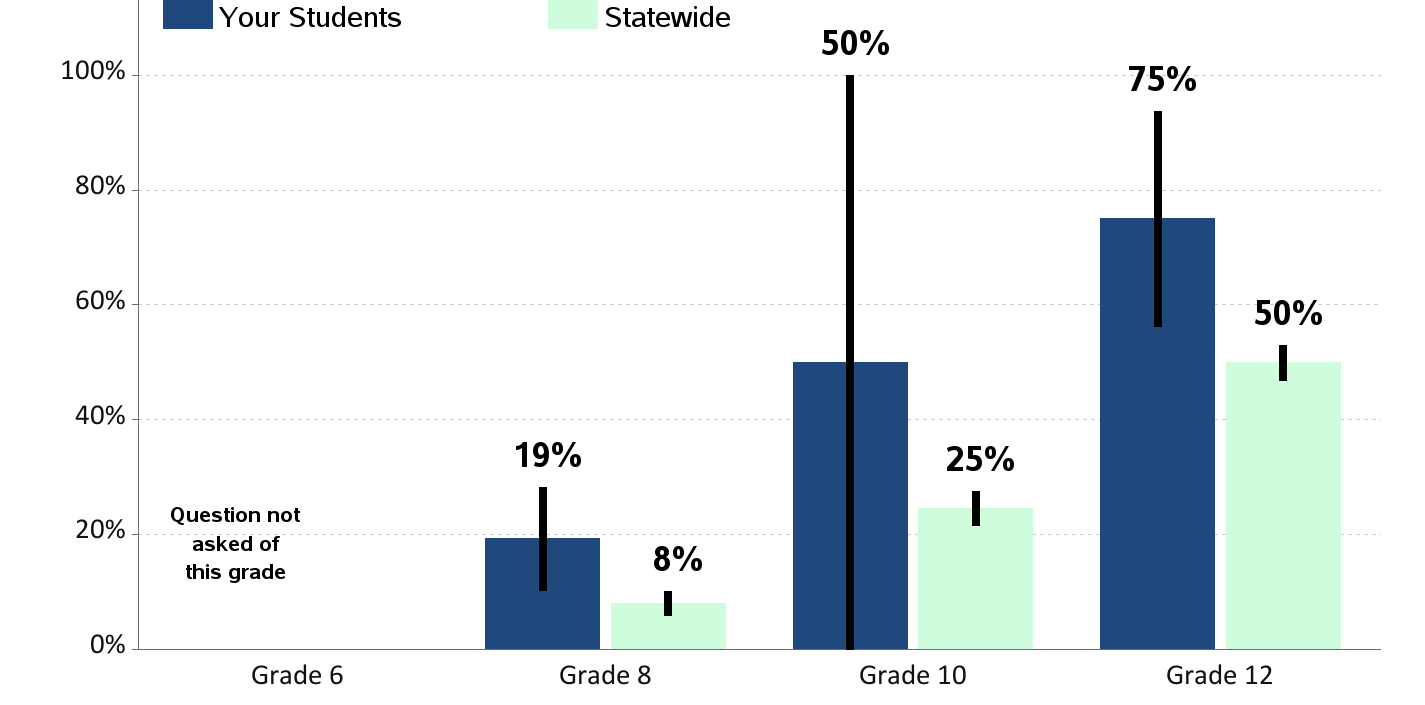 Your Students
Statewide
100%
80%
60%
40%
20%
0%
Question not
asked of
this grade
19%
8%
50%
25%
75%
50%
Grade 6
Grade 8
Grade 10
Grade 12